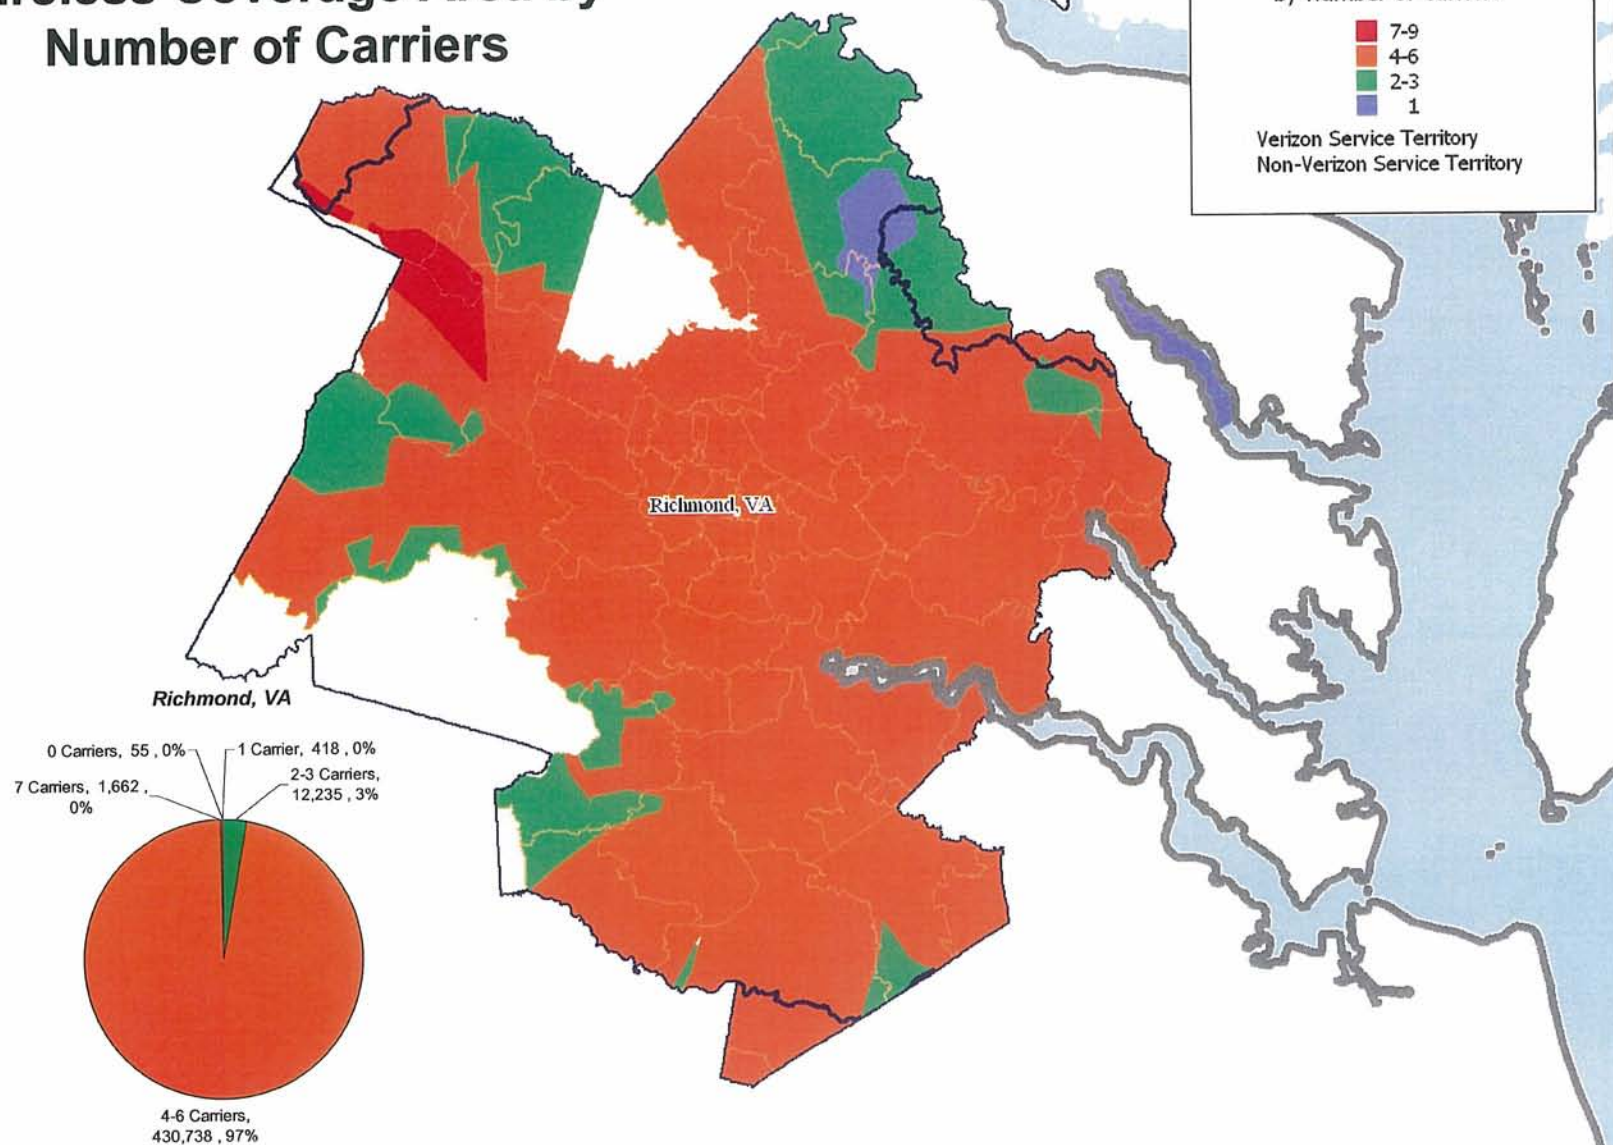 Number of Carriers
7-9
4-6
2-3
1
Verizon Service Territory
Non-Verizon Service Territory
Richmond, VA
Richmond, VA
0 Carriers, 55 , 0%
1 Carrier, 418 , 0%
7 Carriers, 1,662 ,
0%
2-3 Carriers,
12,235 , 3%
4-6 Carriers,
430,738 , 97%